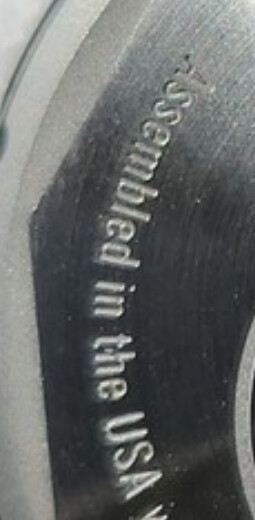 Assembled in the USA